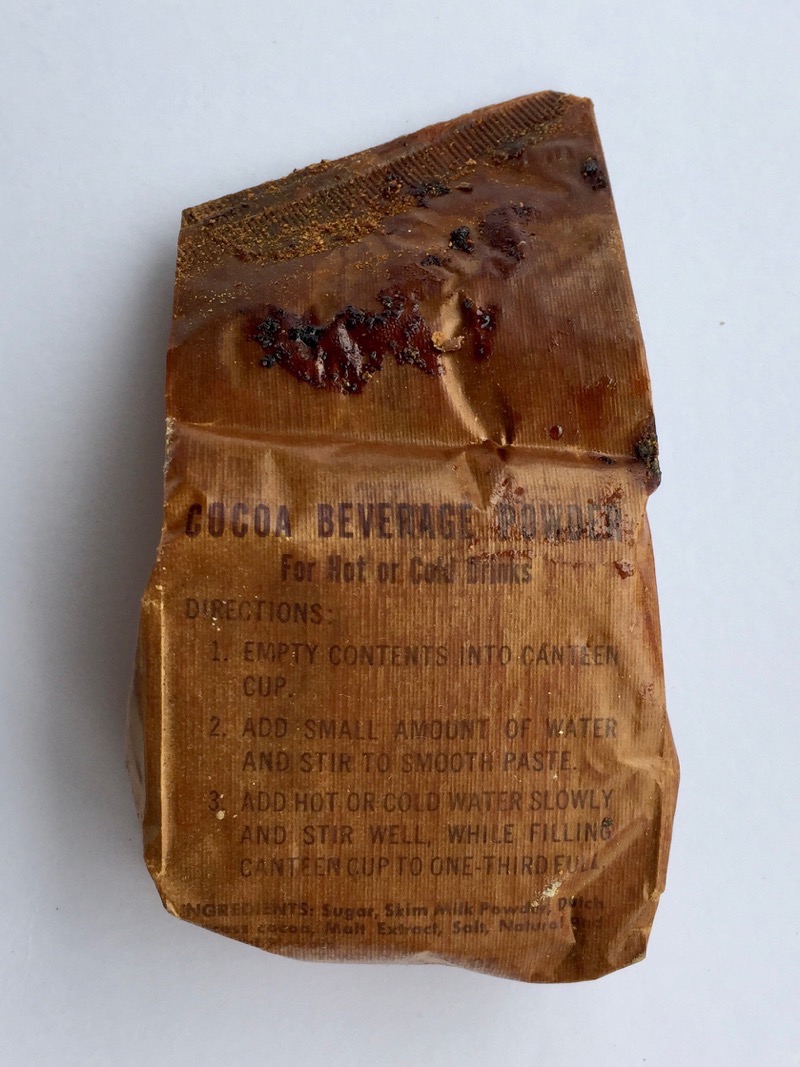 COCOA BEVERAGE POWDER
For Hot or Cold Drinks
DIRECTIONS:
1. EMPTY CONTENTS INTO CANTEEN
CUP.
2. ADD SMALL AMOUNT OF WATER
AND STIR TO SMOOTH PASTE.
3. ADD HOT OR COLD WATER SLOWLY
AND STIR WELL, WHILE FILLING
CANTEEN CUP TO ONE-THIRD FULL.
INGREDIENTS: Sugar, Skim Milk Powder, Dutch
cocoa, Malt Extract, Salt, Natural and